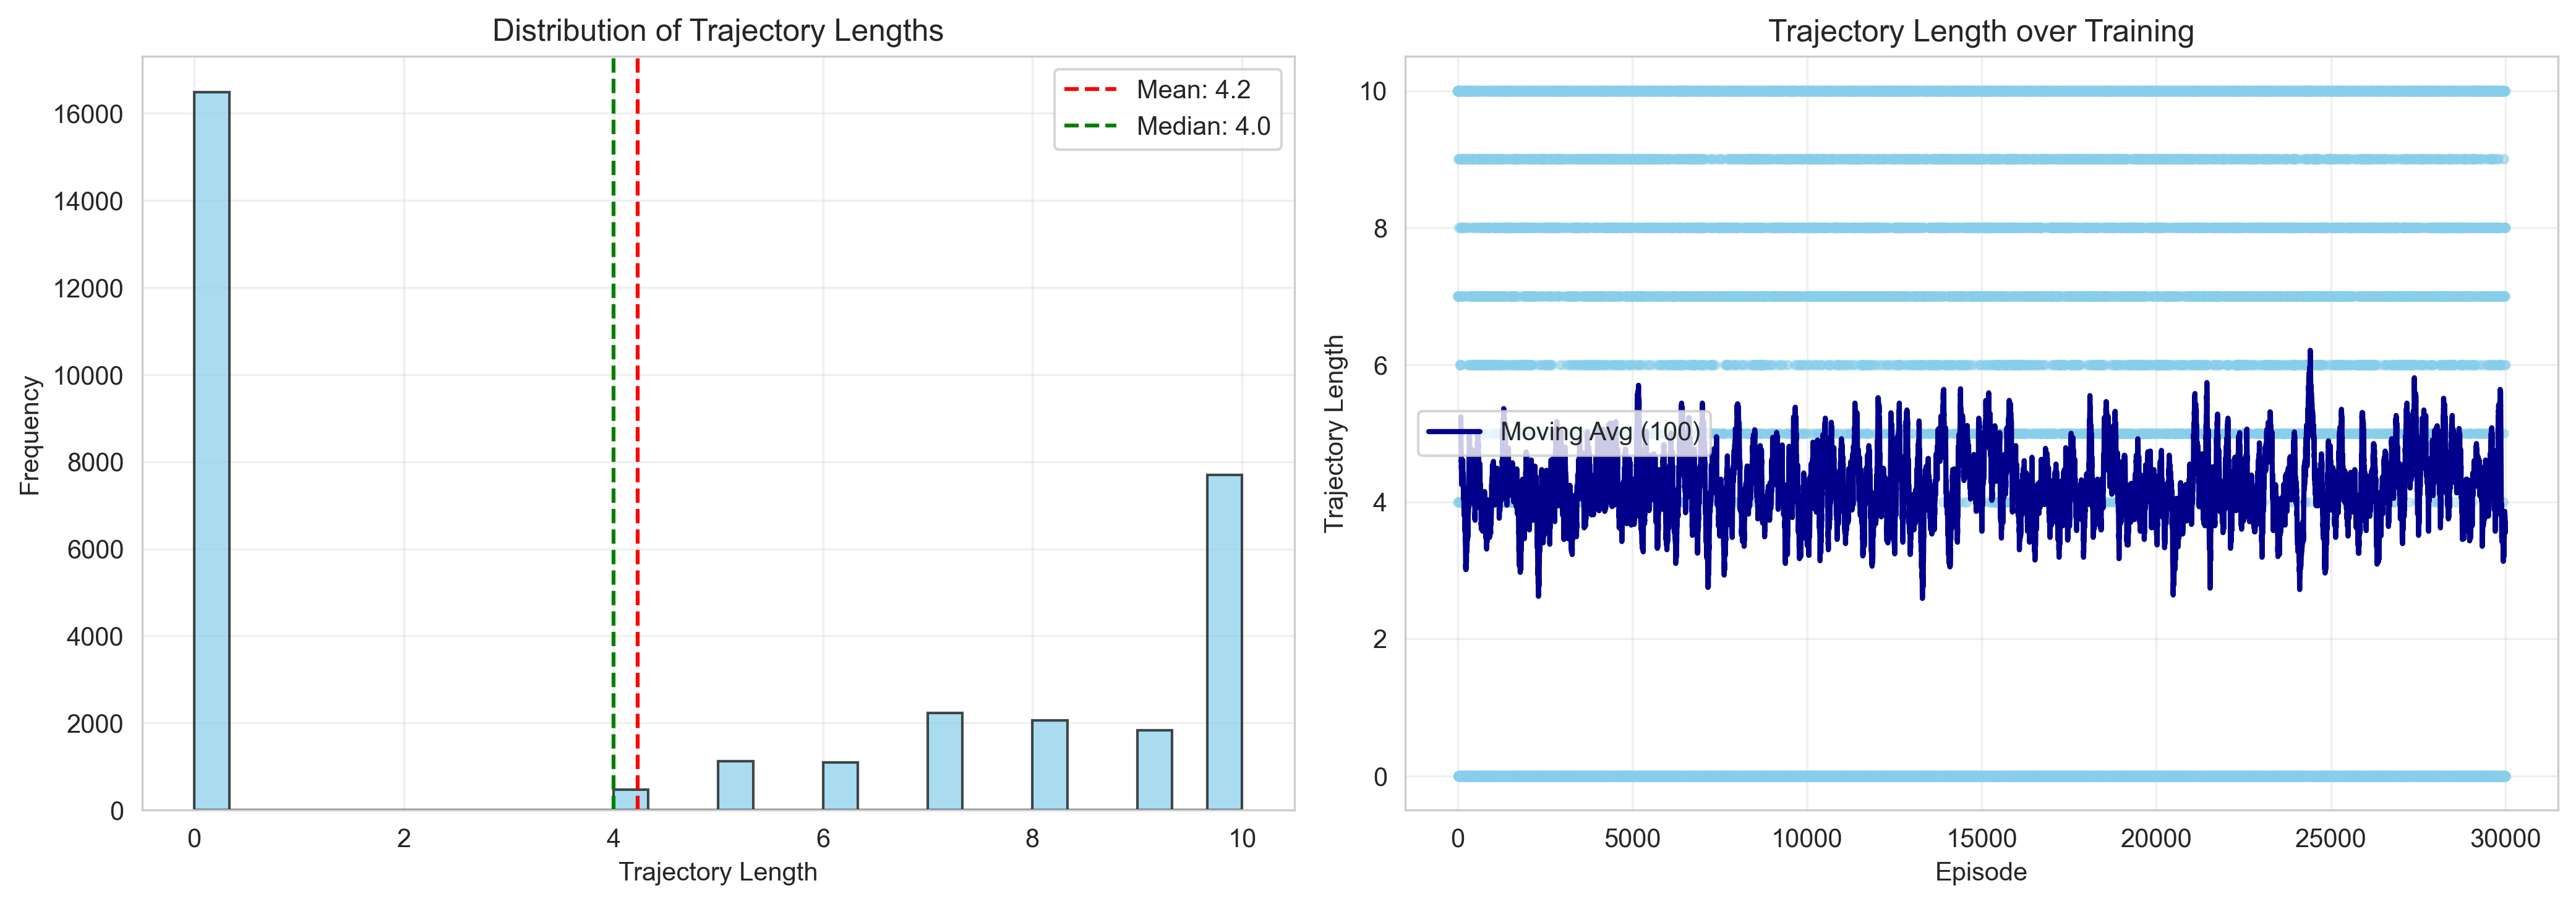 Distribution of Trajectory Lengths
Mean: 4.2
Median: 4.0
Frequency
16000
14000
12000
10000
8000
6000
4000
2000
0
0 2 4 6 8 10
Trajectory Length
Trajectory Length over Training
Trajectory Length
10
8
6
4
2
0
Moving Avg (100)
0 5000 10000 15000 20000 25000 30000
Episode